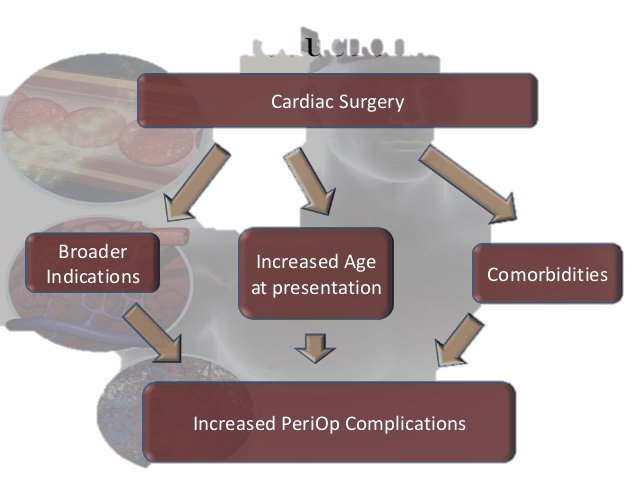 Cardiac Surgery
Broader
Indications
Increased Age
at presentation
Comorbidities
Increased PeriOp Complications